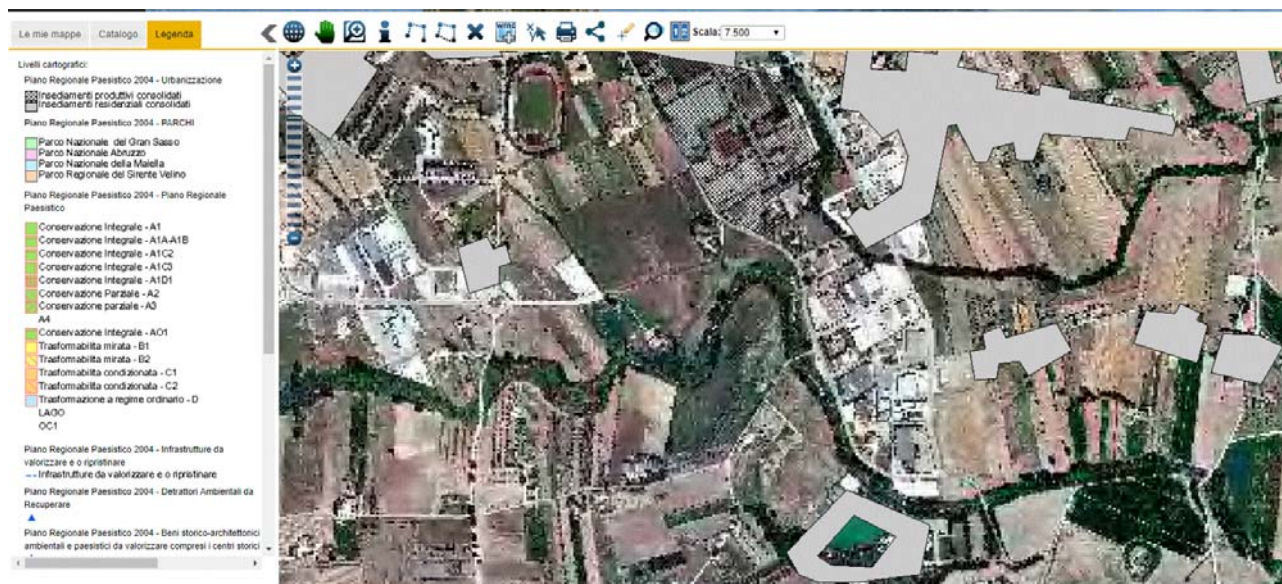 Le mie mappe Catalogo Legenda
Scala: 7.500
Livelli cartografici:
Piano Regionale Paesistico 2004 - Urbanizzazione
Insediamenti produttivi consolidati
Insediamenti residenziali consolidati
Piano Regionale Paesistico 2004 - PARCHI
Parco Nazionale del Gran Sasso
Parco Nazionale Abruzzo
Parco Nazionale della Maiella
Parco Regionale del Sirente Velino
Piano Regionale Paesistico 2004 - Piano Regionale
Paesistico
Conservazione Integrale - A1
Conservazione Integrale - A1A-A1B
Conservazione Integrale - A1C2
Conservazione Integrale - A1C3
Conservazione Integrale - A1D1
Conservazione Parziale - A2
Conservazione parziale - A3
A4
Conservazione Integrale - AO1
Trasformabilita mirata - B1
Trasformabilita mirata - B2
Trasformabilita condizionata - C1
Trasformabilita condizionata - C2
Trasformazione a regime ordinario - D
LAGO
OC1
Piano Regionale Paesistico 2004 - Infrastrutture da
valorizzare e o ripristinare
Infrastrutture da valorizzare e o ripristinare
Piano Regionale Paesistico 2004 - Detrattori Ambientali da
Recuperare
Piano Regionale Paesistico 2004 - Beni storico-architettonici
ambientali e paesistici da valorizzare compresi i centri storici